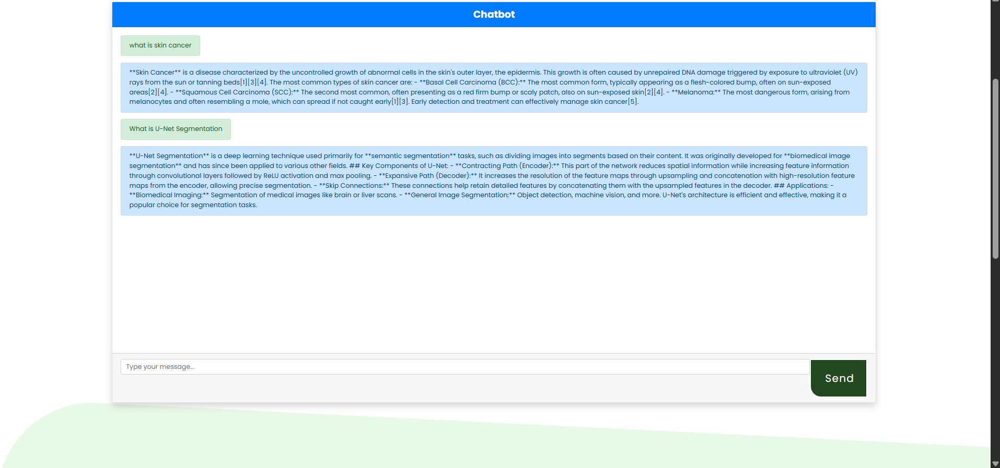 Chatbot
what is skin cancer
**Skin Cancer** is a disease characterized by the uncontrolled growth of abnormal cells in the skin's outer layer, the epidermis. This growth is often caused by unrepaired DNA damage triggered by exposure to ultraviolet (UV)
rays from the sun or tanning beds[1][3][4]. The most common types of skin cancer are: - **Basal Cell Carcinoma (BCC):** The most common form, typically appearing as a flesh-colored bump, often on sun-exposed
areas[2][4]. - **Squamous Cell Carcinoma (SCC):** The second most common, often presenting as a red firm bump or scaly patch, also on sun-exposed skin[2][4]. - **Melanoma:** The most dangerous form, arising from
melanocytes and often resembling a mole, which can spread if not caught early[1][3]. Early detection and treatment can effectively manage skin cancer[5].
What is U-Net Segmentation
**U-Net Segmentation** is a deep learning technique used primarily for **semantic segmentation** tasks, such as dividing images into segments based on their content. It was originally developed for **biomedical image
segmentation** and has since been applied to various other fields. ## Key Components of U-Net: - **Contracting Path (Encoder):** This part of the network reduces spatial information while increasing feature information
through convolutional layers followed by ReLU activation and max pooling. - **Expansive Path (Decoder):** It increases the resolution of the feature maps through upsampling and concatenation with high-resolution feature
maps from the encoder, allowing precise segmentation. - **Skip Connections:** These connections help retain detailed features by concatenating them with the upsampled features in the decoder. ## Applications: -
**Biomedical Imaging:** Segmentation of medical images like brain or liver scans. - **General Image Segmentation:** Object detection, machine vision, and more. U-Net's architecture is efficient and effective, making it a
popular choice for segmentation tasks.
Type your message...
Send